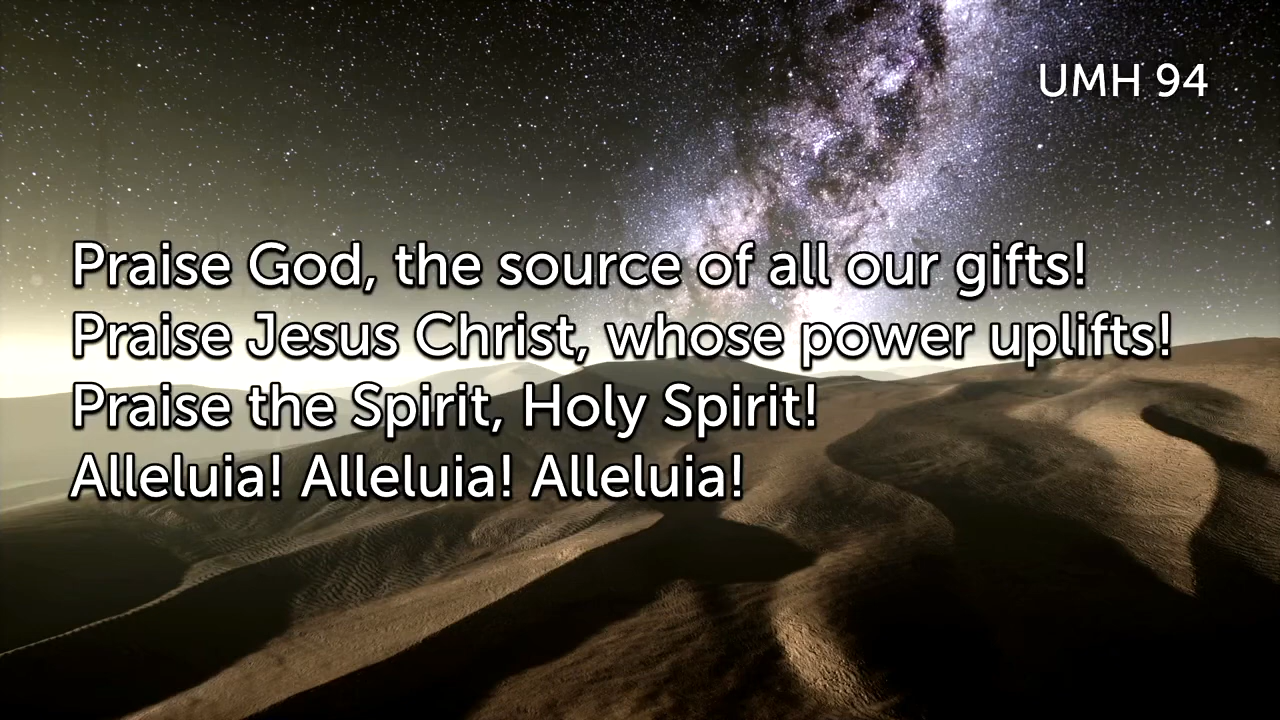 UMH 94
Praise God, the source of all our gifts!
Praise Jesus Christ, whose power uplifts!
Praise the Spirit, Holy Spirit!
Alleluia! Alleluia! Alleluia!